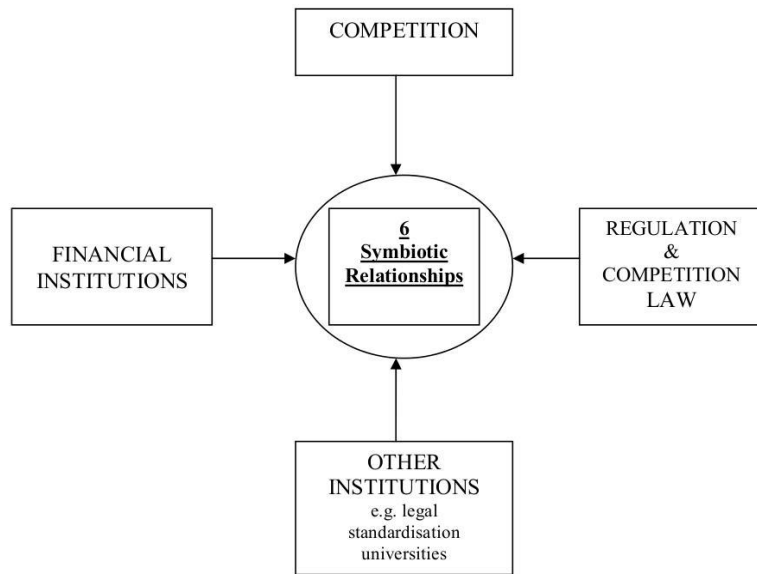 COMPETITION
FINANCIAL
INSTITUTIONS
6
Symbiotic
Relationships
REGULATION
&
COMPETITION
LAW
OTHER
INSTITUTIONS
e.g. legal
standardisation
universities